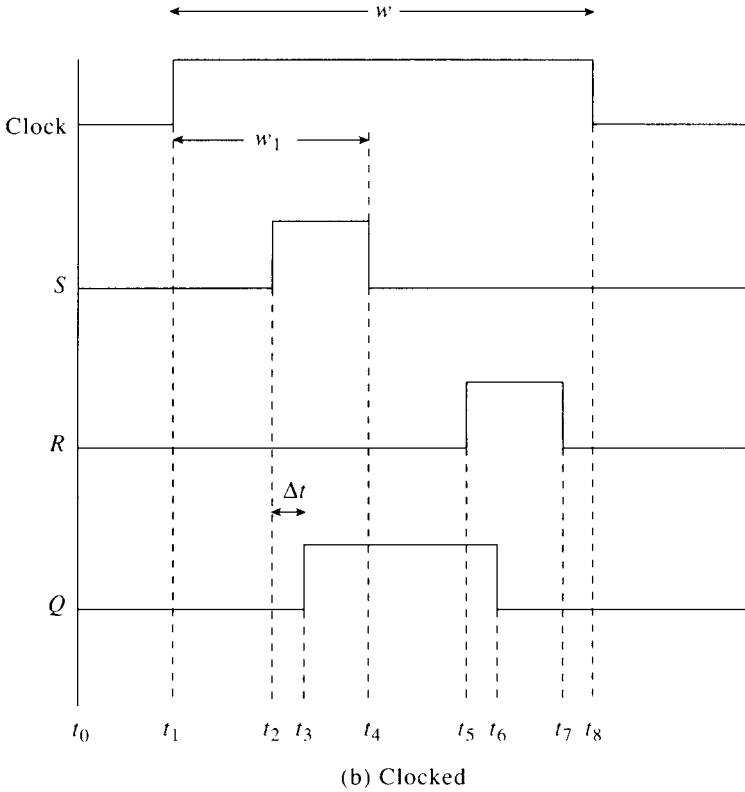 w
Clock
w₁
S
R
Δt
Q
t₀ t₁ t₂ t₃ t₄ t₅ t₆ t₇ t₈
(b) Clocked